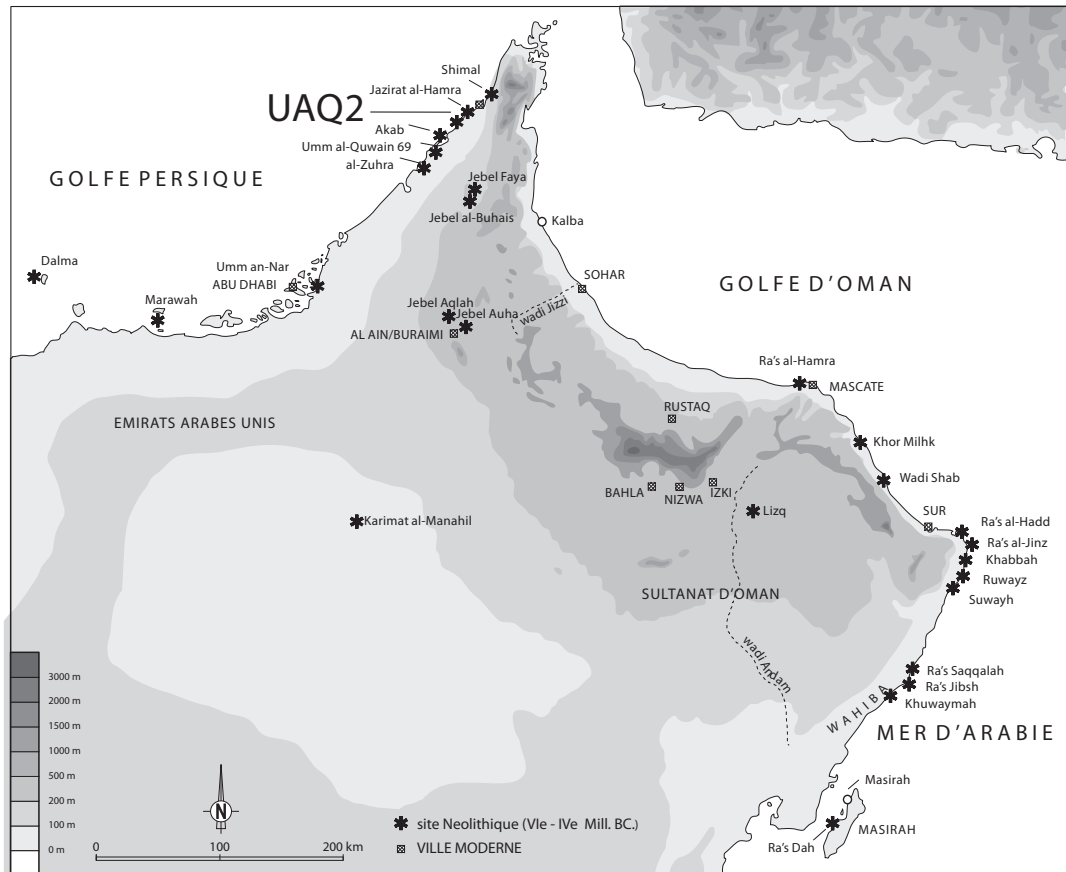 Shimal
Jazirat al-Hamra
UAQ2
Akab
Umm al-Quwain 69
al-Zuhra
GOLFE PERSIQUE
Jebel Faya
Jebel al-Buhais
Kalba
Dalma
Umm an-Nar
ABU DHABI
SOHAR
GOLFE D'OMAN
Marawah
Jebel Aqlah
Jebel Auha
wadi Jizzi
AL AIN/BURAIMI
Ra's al-Hamra
MASCATE
RUSTAQ
EMIRATS ARABES UNIS
Khor Milhk
Wadi Shab
BAHLA
NIZWA
IZKI
Lizq
SUR
Karimat al-Manahil
Ra's al-Hadd
Ra's al-Jinz
Khabbah
Ruwayz
Suwayh
SULTANAT D'OMAN
wadi Andam
Ra's Saqqalah
Ra's Jibsh
Khuwaymah
WAHIBA
MER D'ARABIE
3000 m
2000 m
1500 m
1000 m
500 m
200 m
100 m
0 m
N
Masirah
MASIRAH
Ra's Dah
site Neolithique (VIe - IVe Mill. BC.)
VILLE MODERNE
0 100 200 km